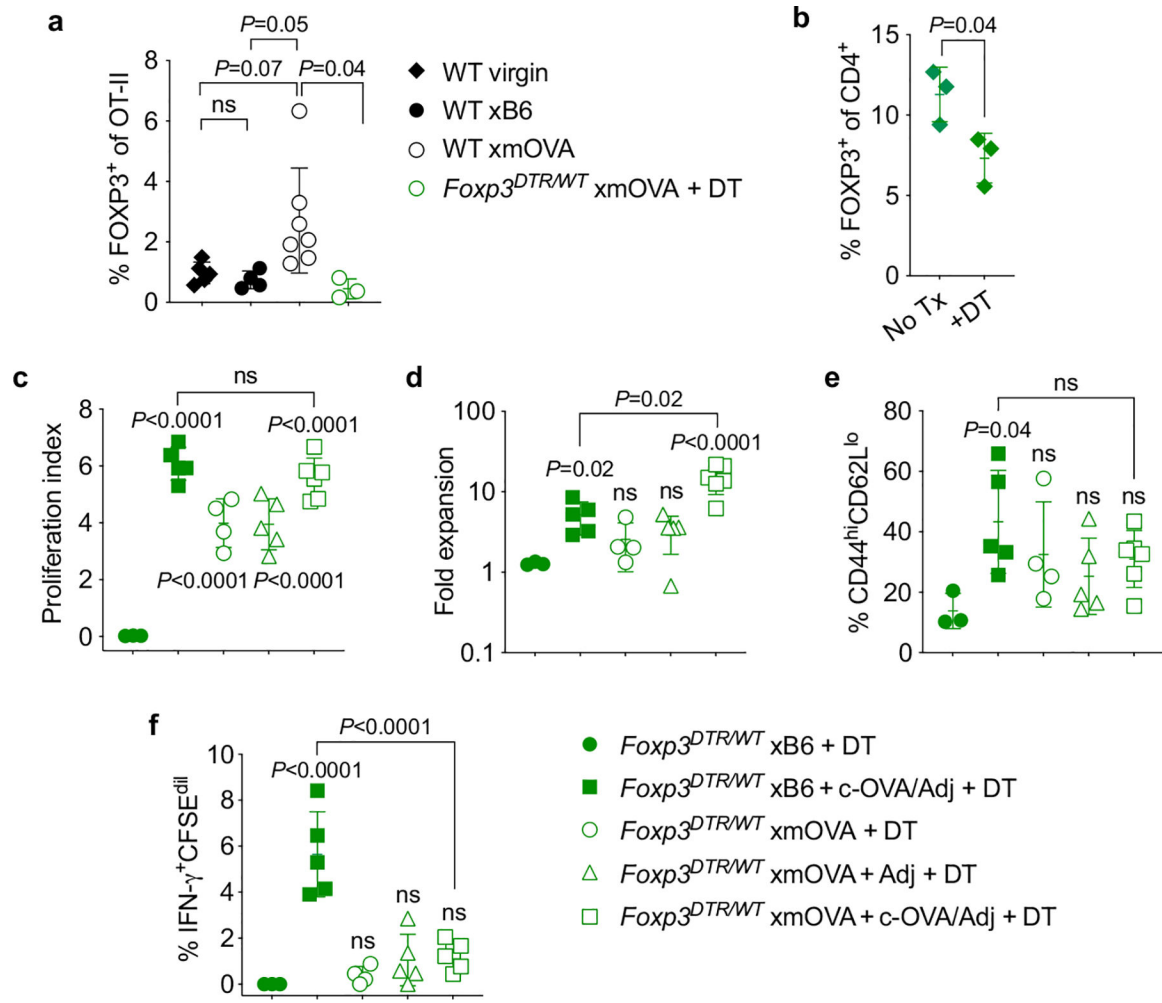 a
P=0.05
P=0.07
P=0.04
ns
% FOXP3⁺ of OT-II
8
6
4
2
0
WT virgin
WT xB6
WT xmOVA
Foxp3ᴰᵀᴿ/ᵂᵀ xmOVA + DT
b
P=0.04
% FOXP3⁺ of CD4⁺
15
10
5
0
No Tx
+DT
c
ns
P<0.0001
P<0.0001
P<0.0001
P<0.0001
Proliferation index
8
6
4
2
0
d
P=0.02
P<0.0001
P=0.02
ns
ns
Fold expansion
100
10
1
0.1
e
ns
P=0.04
ns
ns
ns
% CD44ʰⁱCD62Lˡᵒ
80
60
40
20
0
f
P<0.0001
P<0.0001
ns
ns
ns
% IFN-γ⁺CFSEᵈⁱˡ
10
8
6
4
2
0
Foxp3ᴰᵀᴿ/ᵂᵀ xB6 + DT
Foxp3ᴰᵀᴿ/ᵂᵀ xB6 + c-OVA/Adj + DT
Foxp3ᴰᵀᴿ/ᵂᵀ xmOVA + DT
Foxp3ᴰᵀᴿ/ᵂᵀ xmOVA + Adj + DT
Foxp3ᴰᵀᴿ/ᵂᵀ xmOVA + c-OVA/Adj + DT